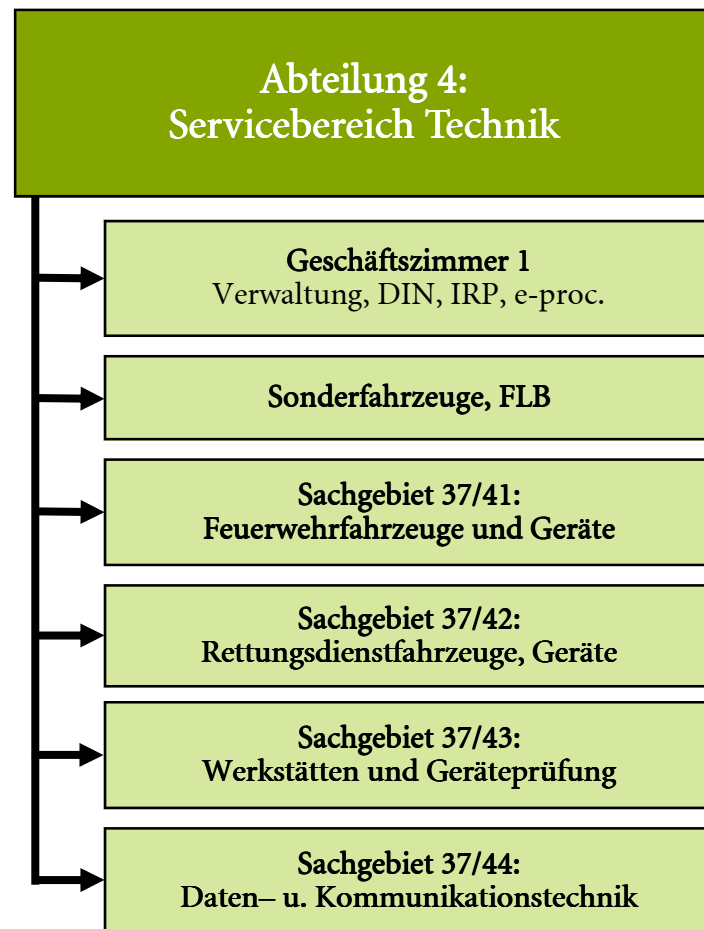 Abteilung 4:
Servicebereich Technik
Geschäftszimmer 1
Verwaltung, DIN, IRP, e-proc.
Sonderfahrzeuge, FLB
Sachgebiet 37/41:
Feuerwehrfahrzeuge und Geräte
Sachgebiet 37/42:
Rettungsdienstfahrzeuge, Geräte
Sachgebiet 37/43:
Werkstätten und Geräteprüfung
Sachgebiet 37/44:
Daten– u. Kommunikationstechnik